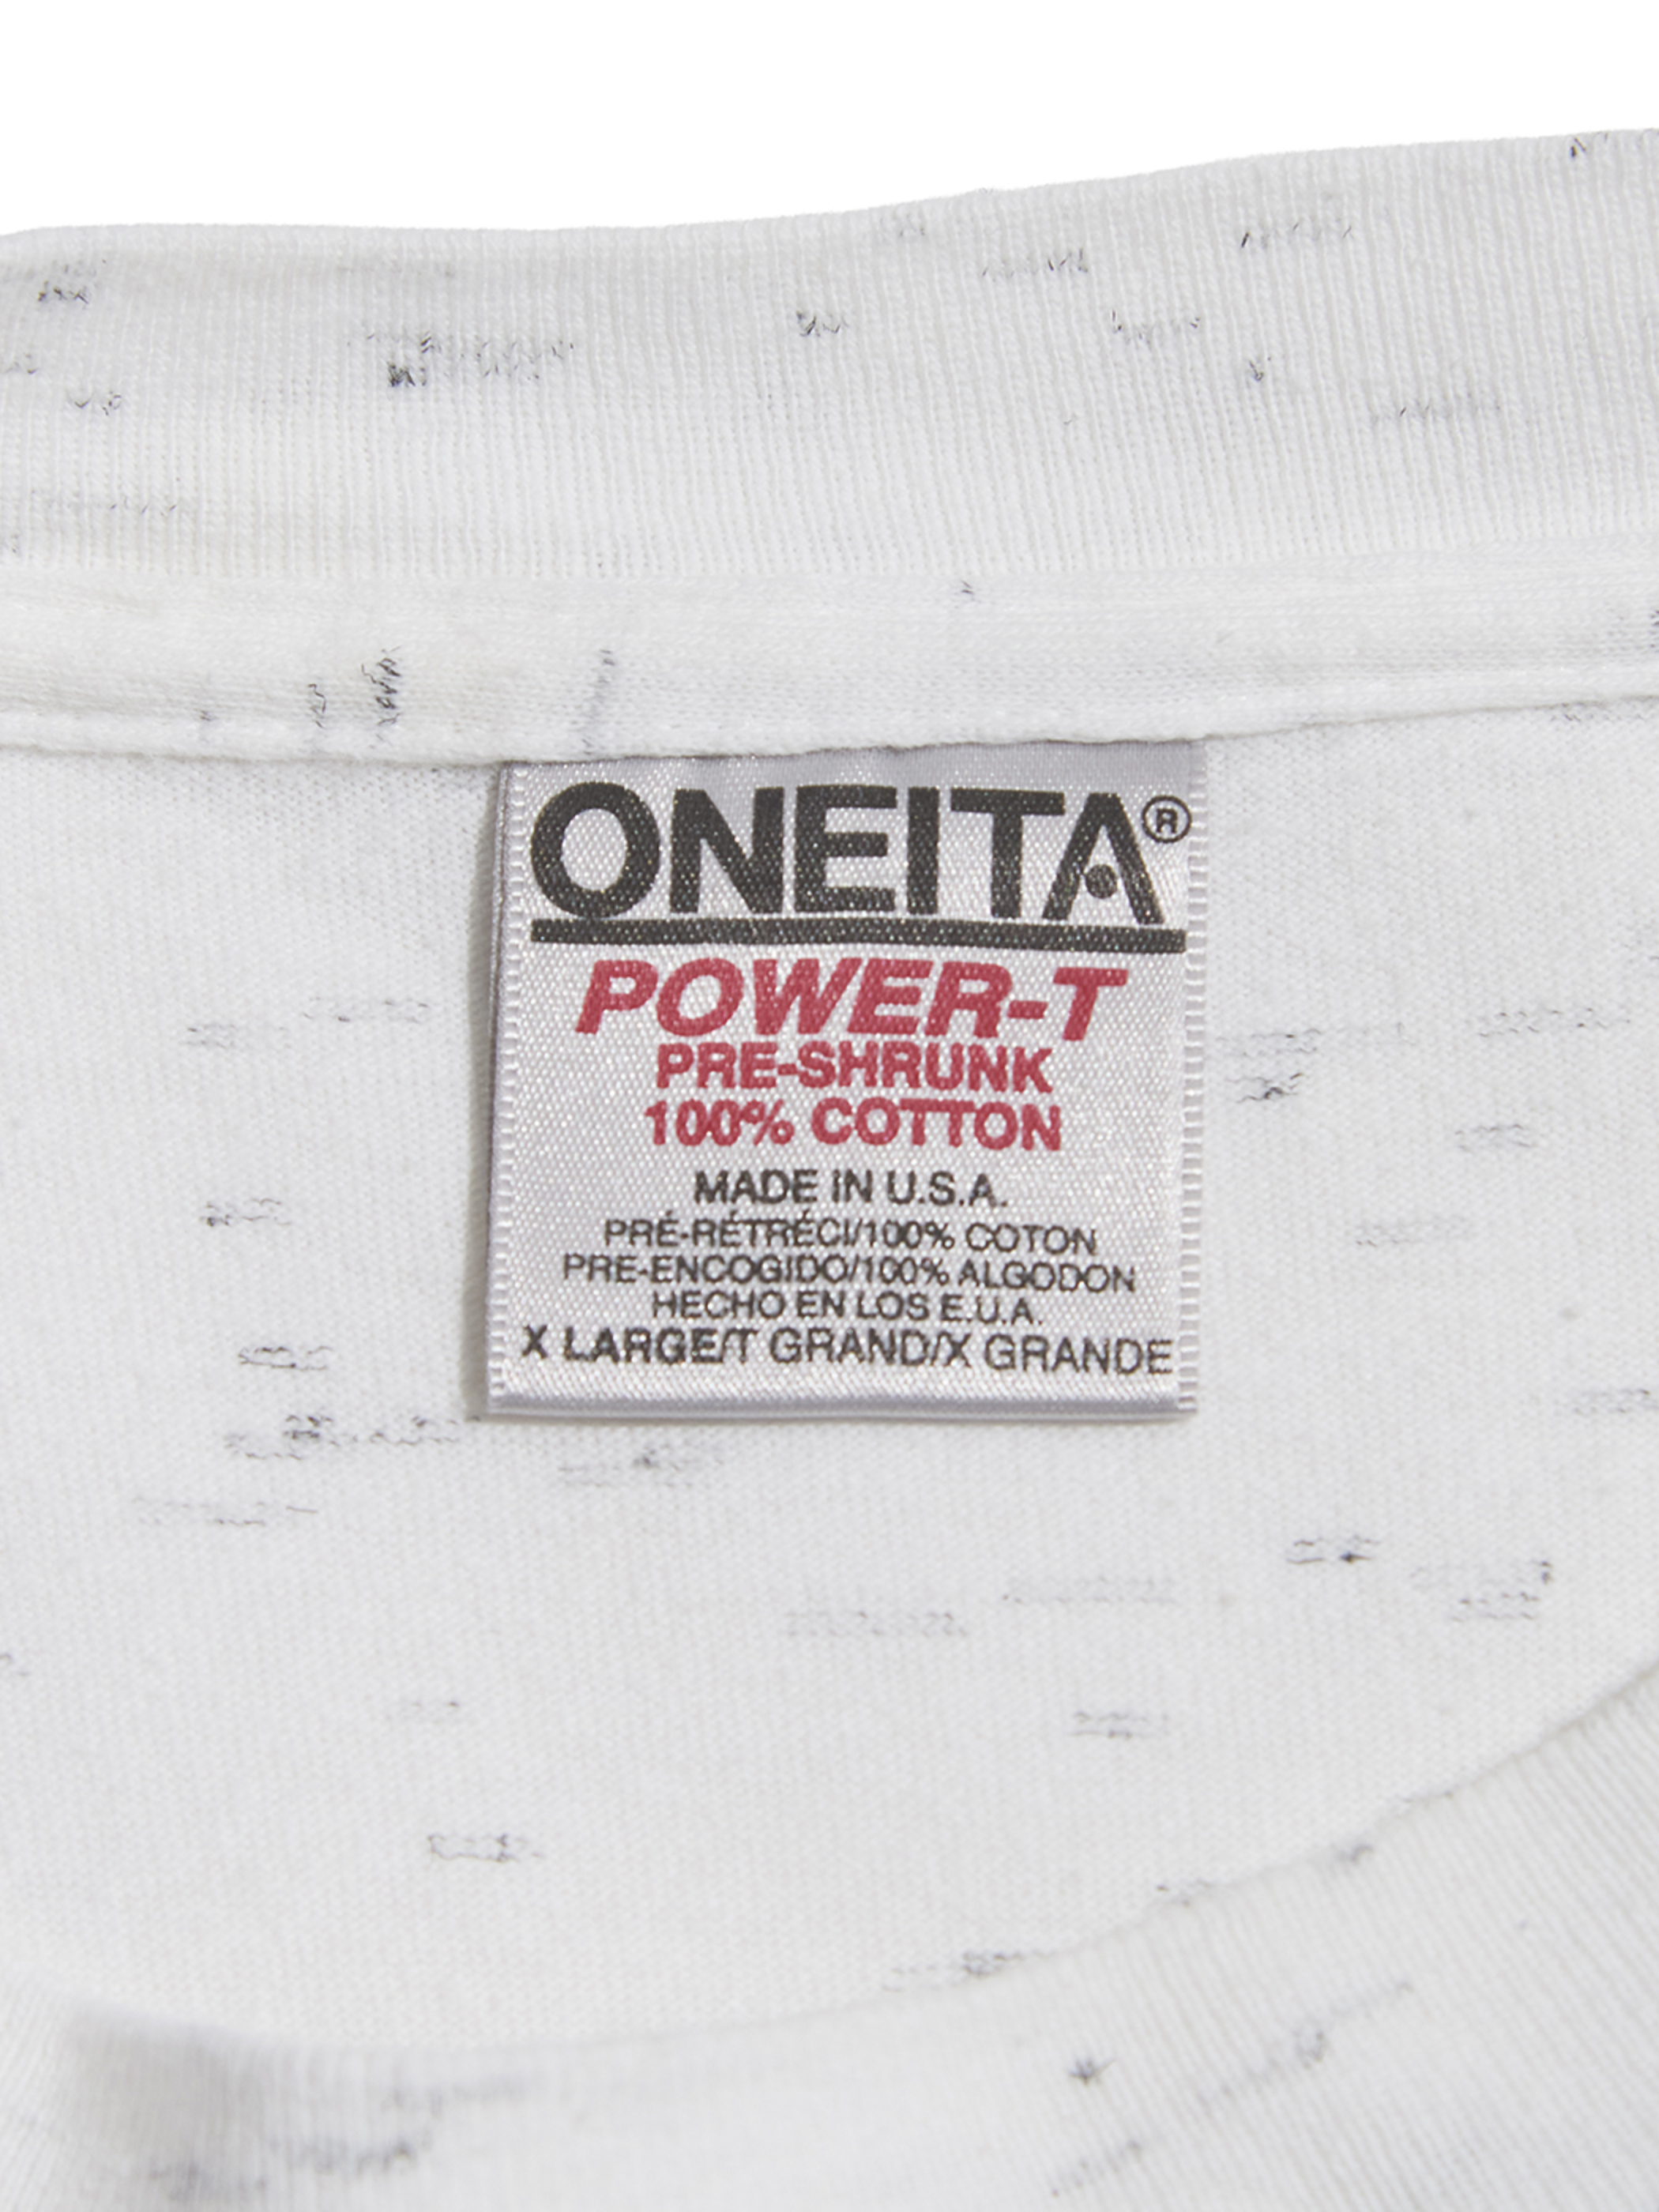 ONEITA®
POWER-T
PRE-SHRUNK
100% COTTON
MADE IN U.S.A.
PRÉ-RÉTRÉCI/100% COTON
PRE-ENCOGIDO/100% ALGODON
HECHO EN LOS E.U.A.
X LARGE/T GRAND/X GRANDE